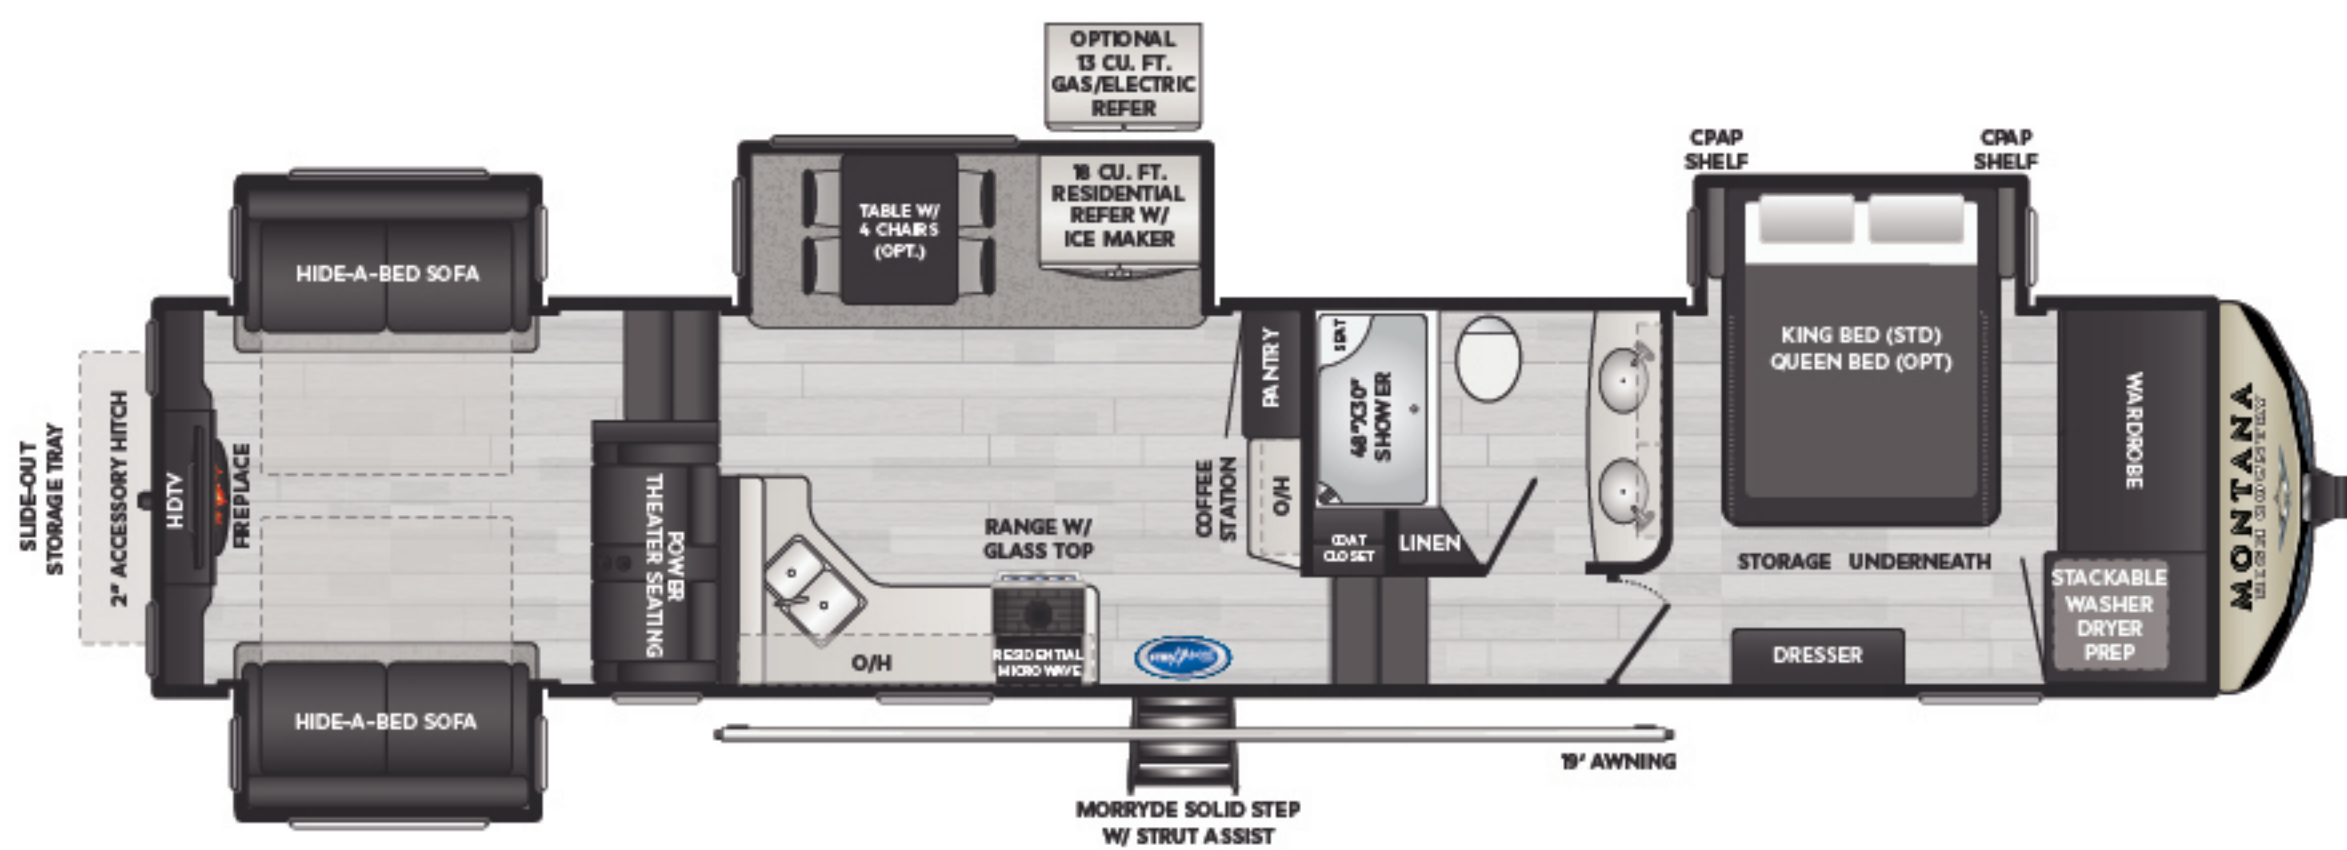 OPTIONAL
13 CU. FT.
GAS/ELECTRIC
REFER
CPAP
SHELF
CPAP
SHELF
HIDE-A-BED SOFA
TABLE W/
4 CHAIRS
(OPT.)
18 CU. FT.
RESIDENTIAL
REFER W/
ICE MAKER
SLIDE-OUT
STORAGE TRAY
2" ACCESSORY HITCH
HDTV
FIREPLACE
POWER
THEATER SEATING
RANGE W/
GLASS TOP
O/H
RESIDENTIAL
MICROWAVE
PANTRY
COFFEE
STATION
O/H
SEAT
48"X30"
SHOWER
COAT
CLOSET
LINEN
KING BED (STD)
QUEEN BED (OPT)
STORAGE UNDERNEATH
DRESSER
WARDROBE
STACKABLE
WASHER
DRYER
PREP
MONTANA
HIGH COUNTRY
HIDE-A-BED SOFA
19' AWNING
MORRYDE SOLID STEP
W/ STRUT ASSIST